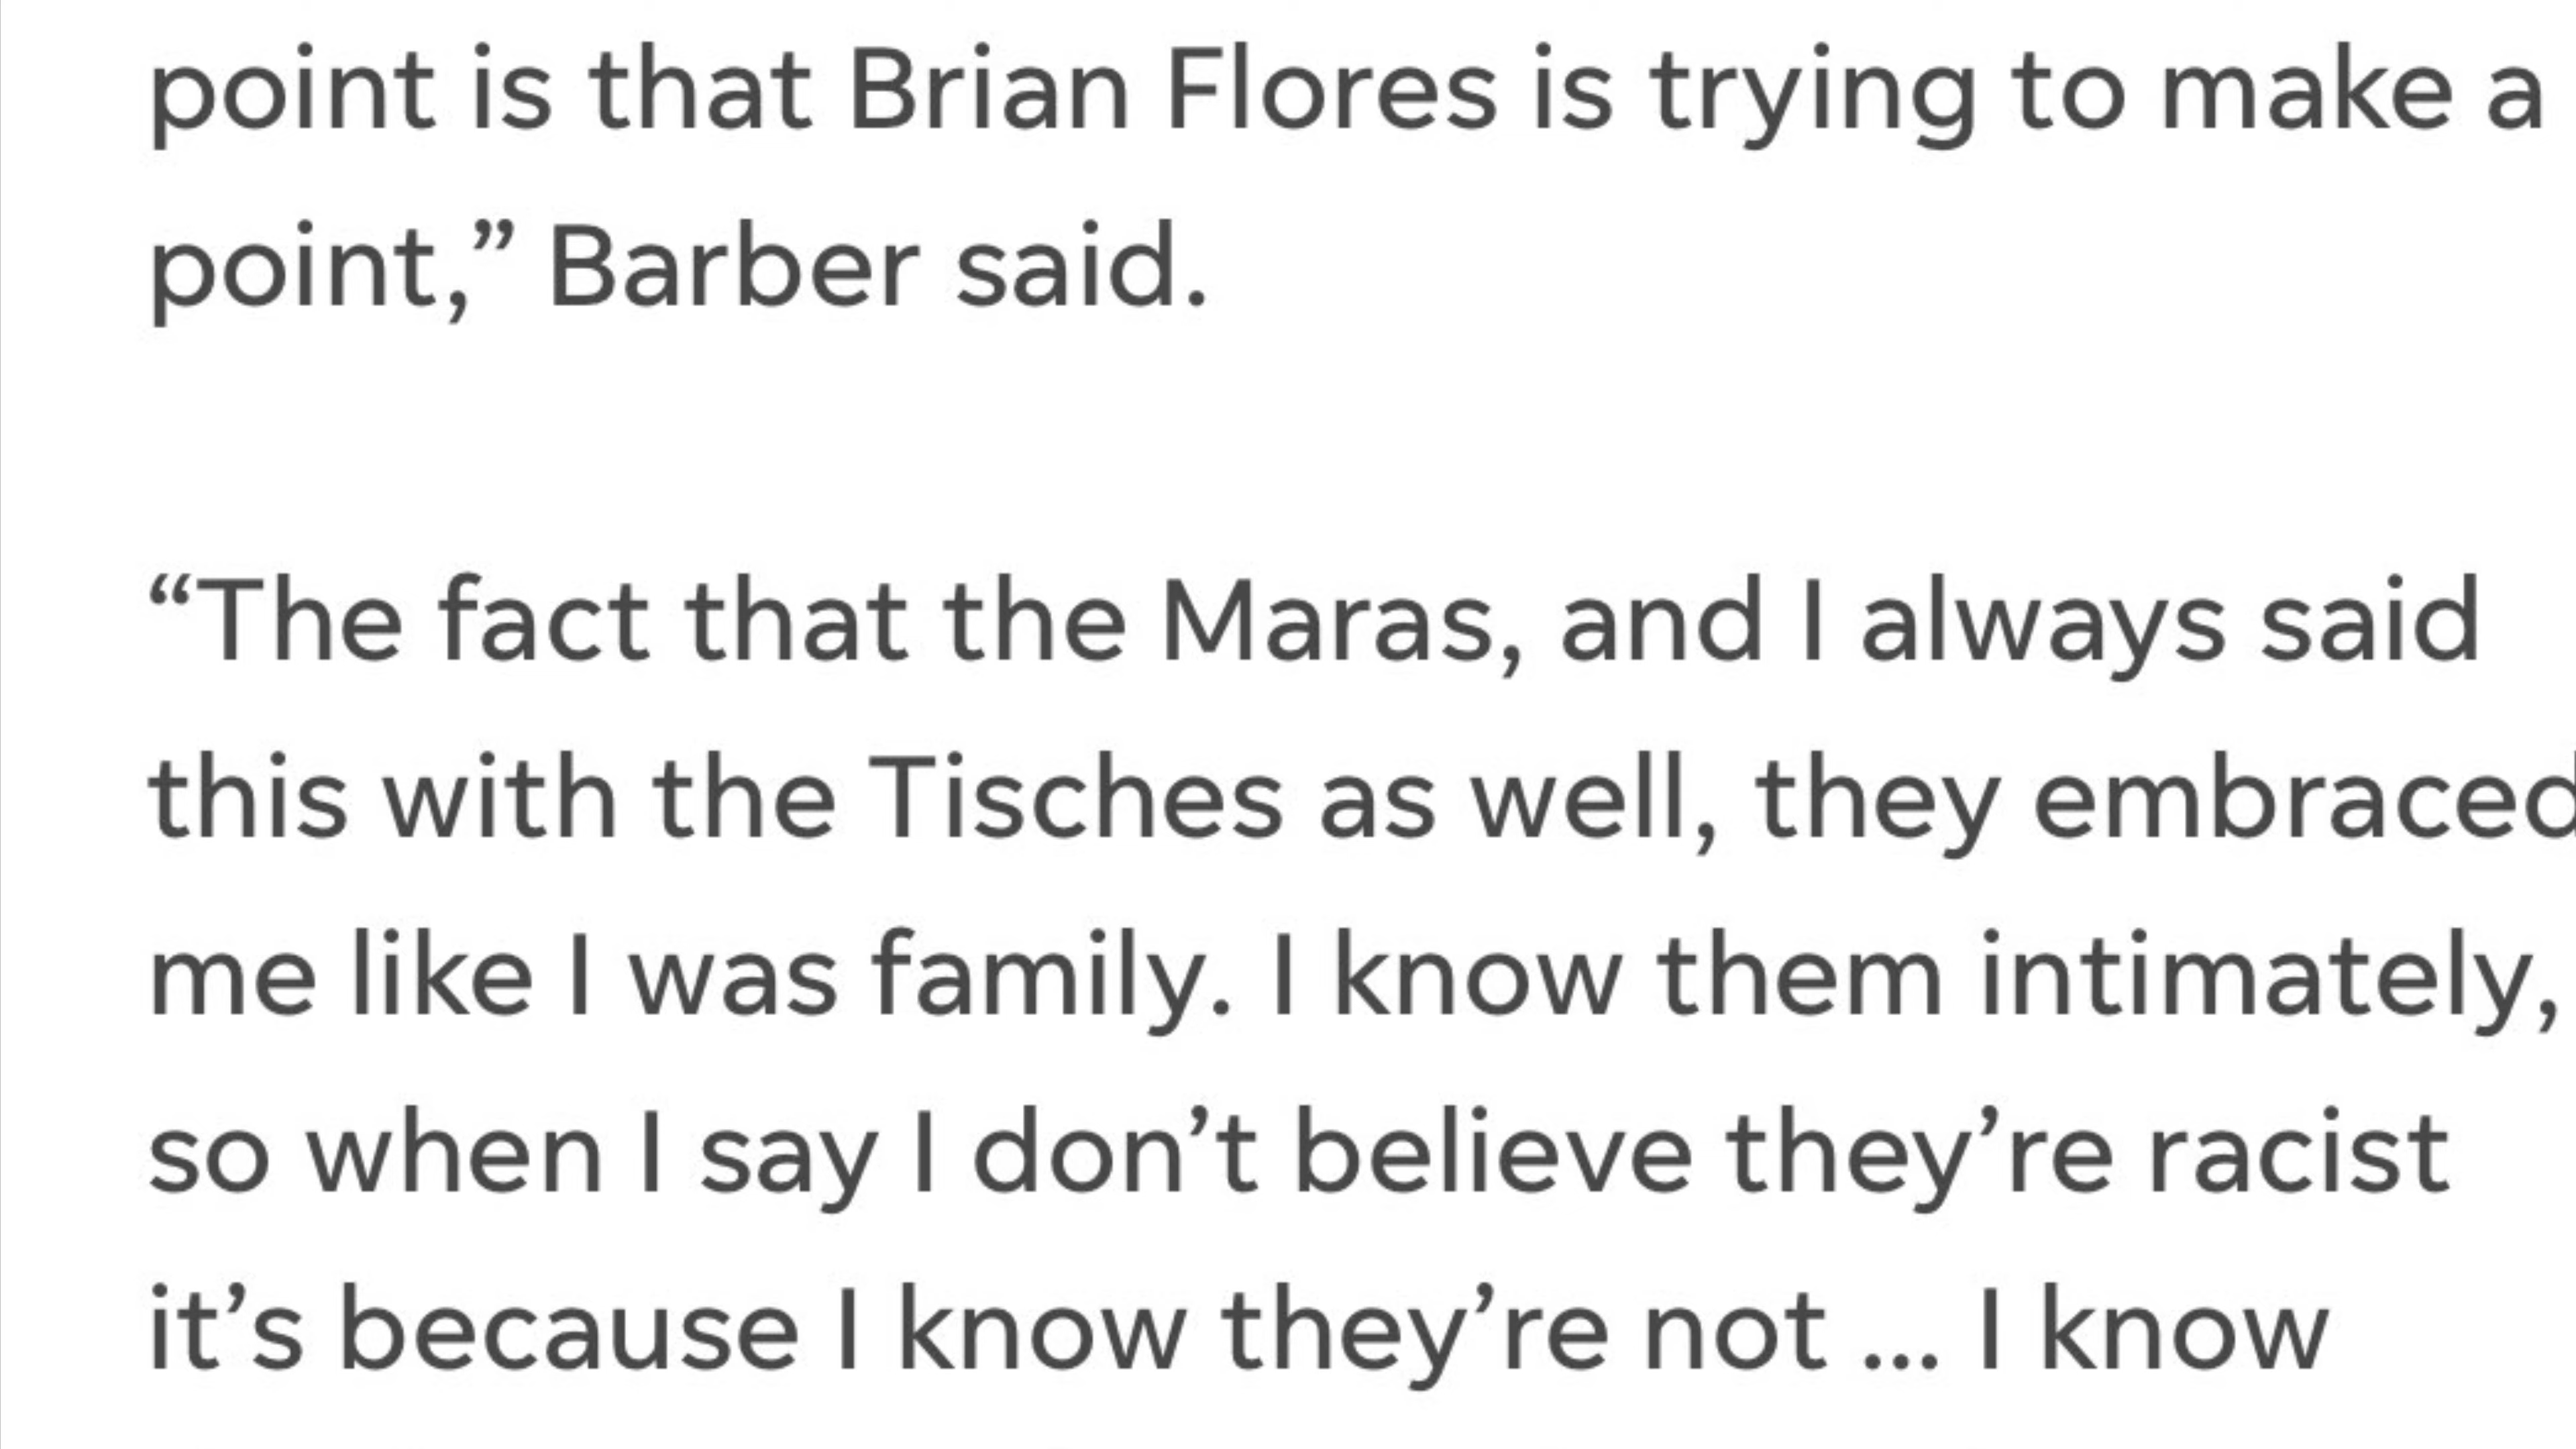 point is that Brian Flores is trying to make a
point,” Barber said.
“The fact that the Maras, and I always said
this with the Tisches as well, they embraced
me like I was family. I know them intimately,
so when I say I don’t believe they’re racist
it’s because I know they’re not ... I know